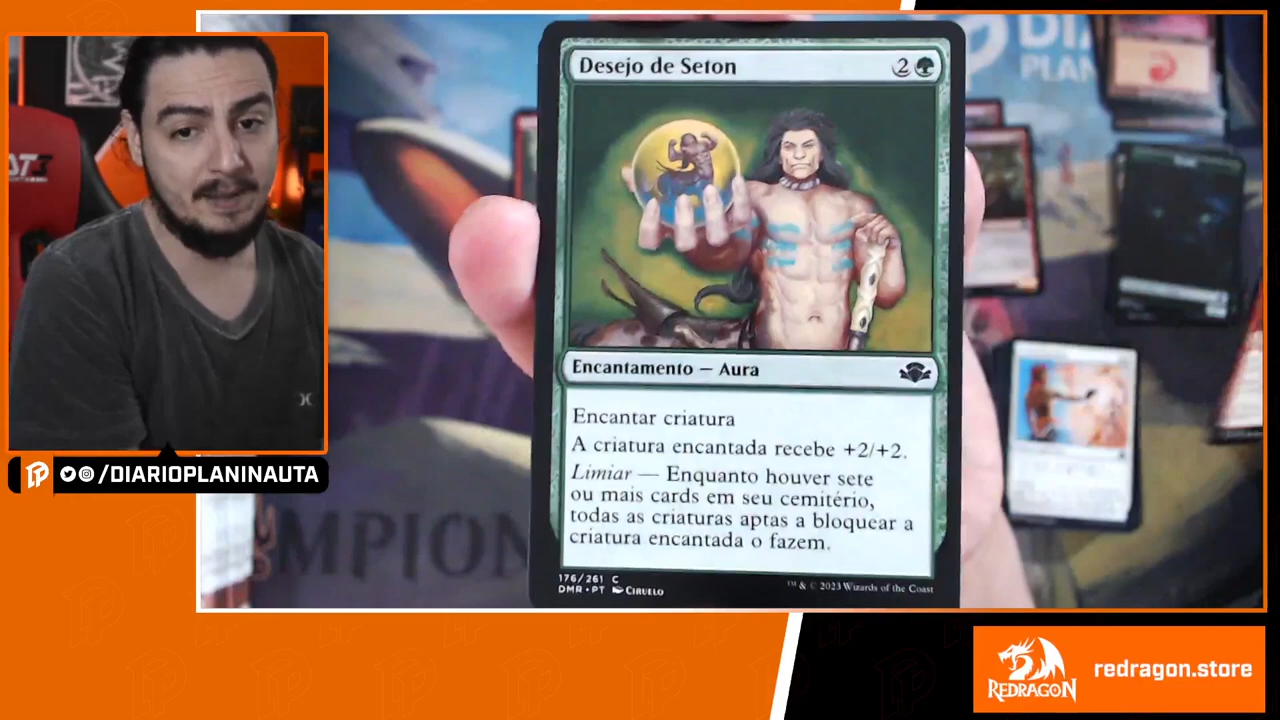 Desejo de Seton
2
Encantamento — Aura
Encantar criatura
A criatura encantada recebe +2/+2.
Limiar — Enquanto houver sete
ou mais cards em seu cemitério,
todas as criaturas aptas a bloquear a
criatura encantada o fazem.
176/261 C
DMR • PT CIRUELO
™ & © 2023 Wizards of the Coast
/DIARIOPLANINAUTA
MPION
REDRAGON
redragon.store